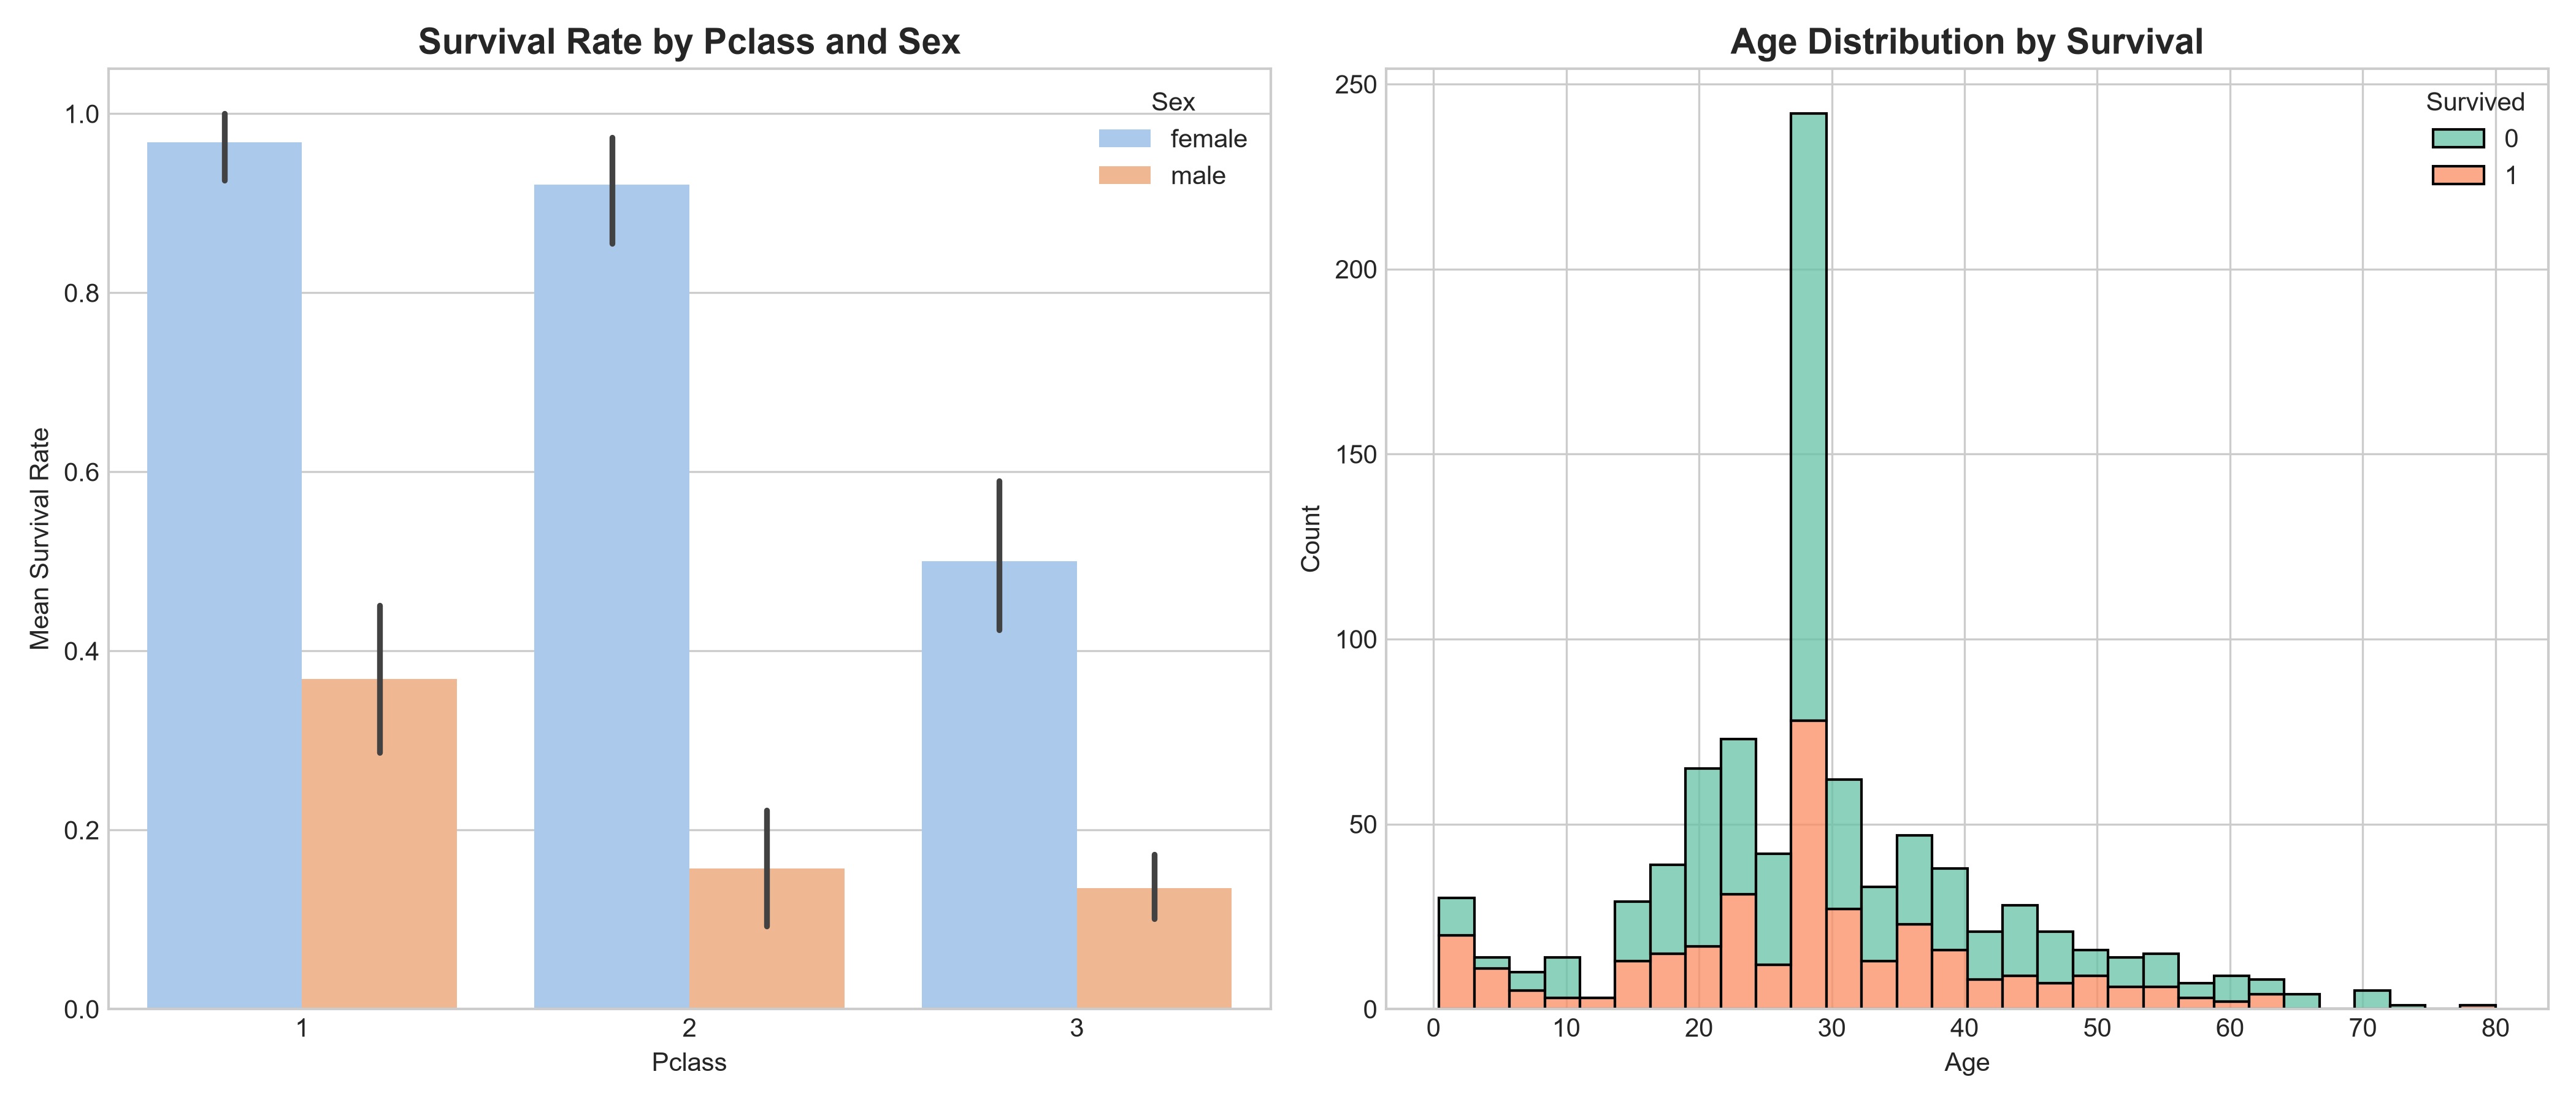 Survival Rate by Pclass and Sex
Mean Survival Rate
1.0
0.8
0.6
0.4
0.2
0.0
Sex
female
male
1 2 3
Pclass
Age Distribution by Survival
Count
250
200
150
100
50
0
Survived
0
1
0 10 20 30 40 50 60 70 80
Age